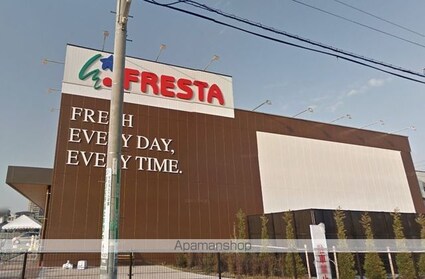 FRESTA
FRESH
EVERY DAY,
EVERY TIME.
Apamanshop